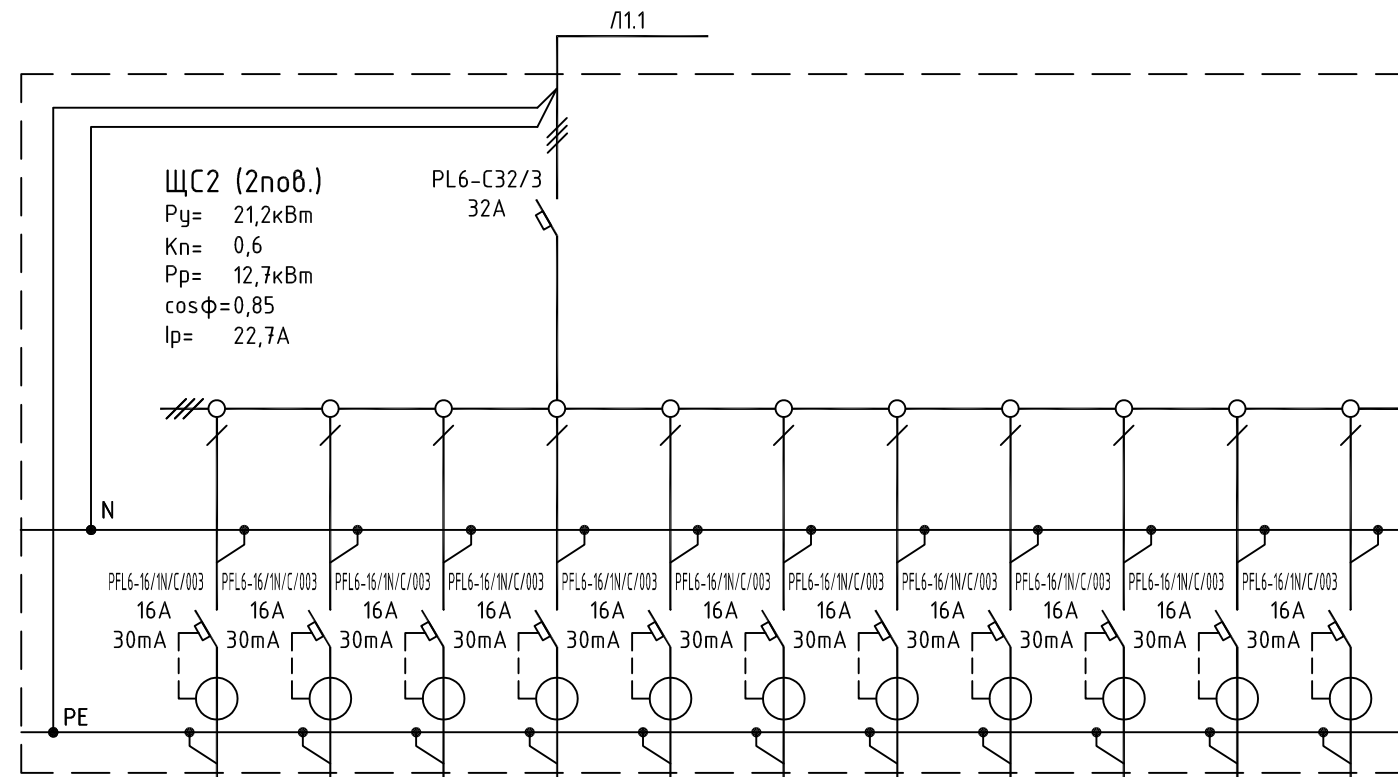 Л1.1
ЩС2 (2пов.)
Ру= 21,2кВт
Кп= 0,6
Рр= 12,7кВт
cosф=0,85
Iр= 22,7А
PL6-C32/3
32А
N
PFL6-16/1N/C/003 PFL6-16/1N/C/003 PFL6-16/1N/C/003 PFL6-16/1N/C/003 PFL6-16/1N/C/003 PFL6-16/1N/C/003 PFL6-16/1N/C/003 PFL6-16/1N/C/003 PFL6-16/1N/C/003 PFL6-16/1N/C/003 PFL6-16/1N/C/003
16А 16А 16А 16А 16А 16А 16А 16А 16А 16А 16А
30mA 30mA 30mA 30mA 30mA 30mA 30mA 30mA 30mA 30mA 30mA
PE